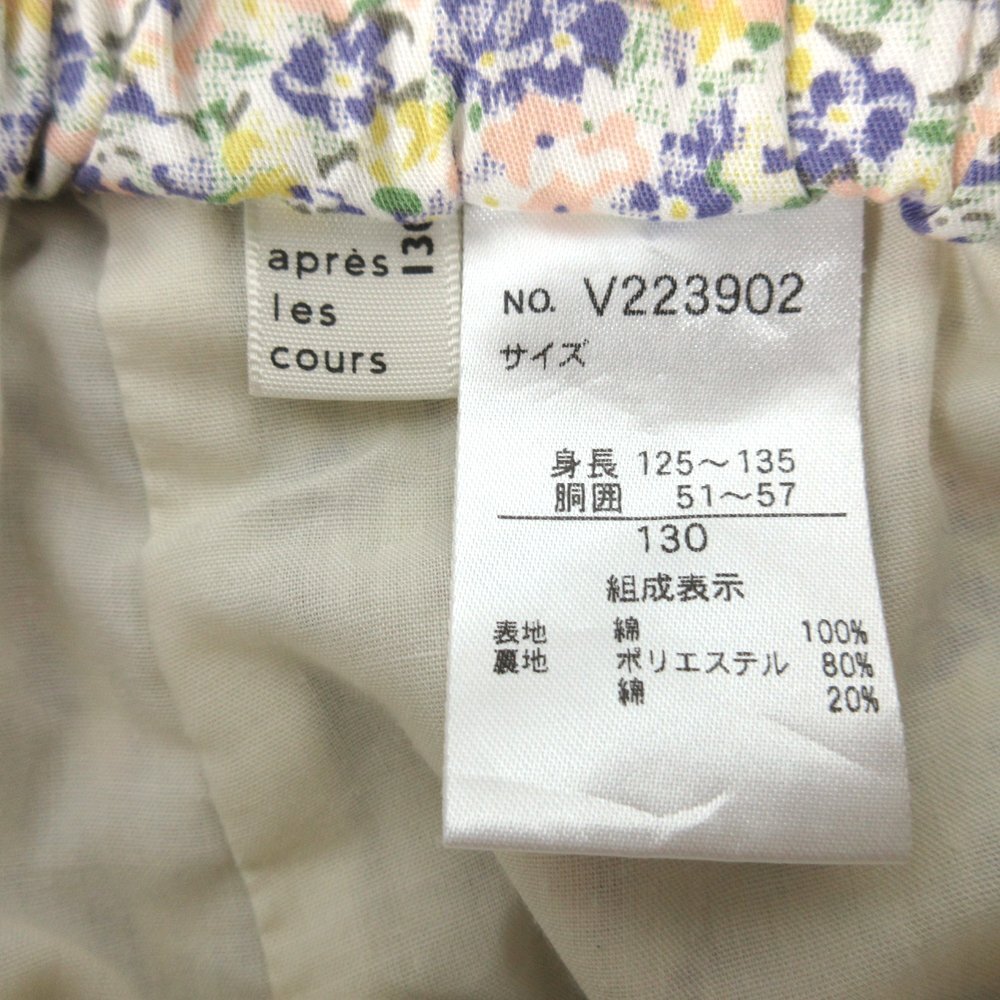 après
les
cours
130
NO. V223902
サイズ
身長 125～135
胴囲 51～57
130
組成表示
表地 綿 100%
裏地 ポリエステル 80%
綿 20%